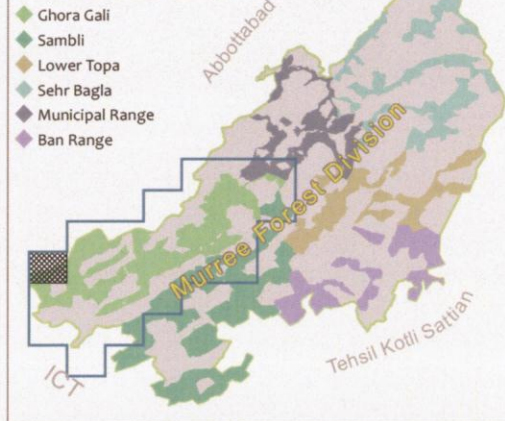 Ghora Gali
Sambli
Lower Topa
Sehr Bagla
Municipal Range
Ban Range
Abbottabad
Murree Forest Division
Tehsil Kotli Sattian
ICT